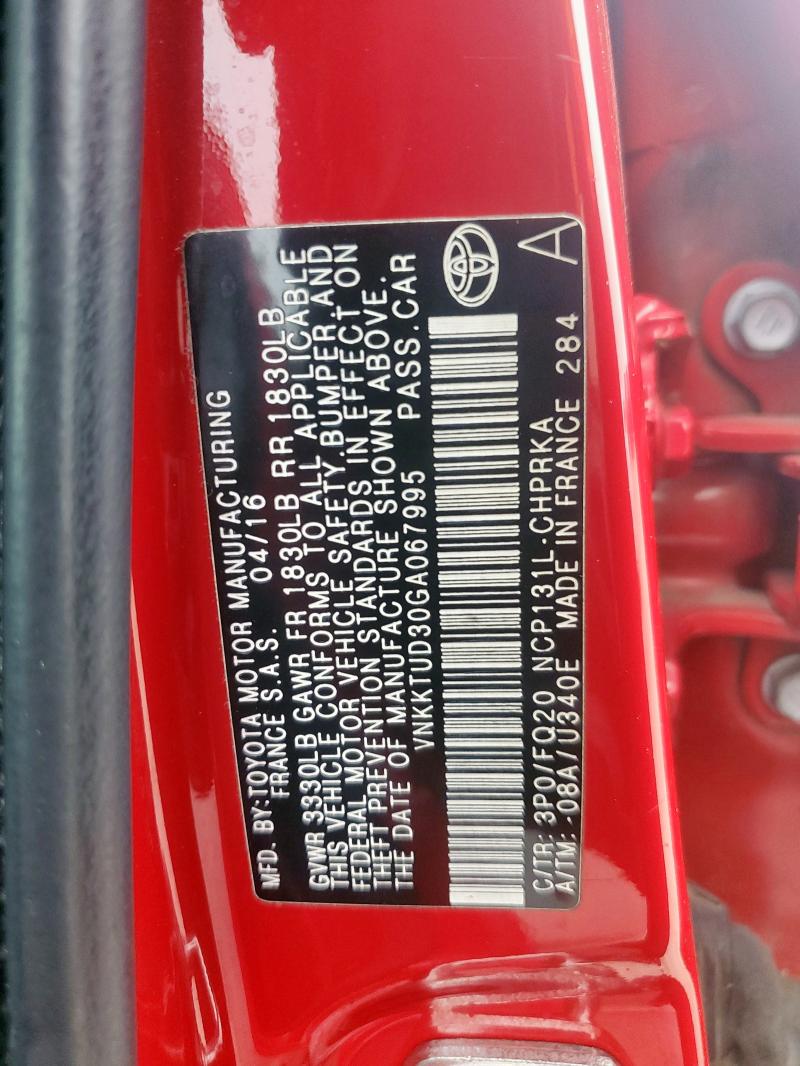 MFD. BY:TOYOTA MOTOR MANUFACTURING
FRANCE S.A.S. 04/16
GVWR 3330LB GAWR FR 1830LB RR 1830LB
THIS VEHICLE CONFORMS TO ALL APPLICABLE
FEDERAL MOTOR VEHICLE SAFETY,BUMPER,AND
THEFT PREVENTION STANDARDS IN EFFECT ON
THE DATE OF MANUFACTURE SHOWN ABOVE.
VNKKTUD30GA067995 PASS.CAR
C/TR: 3P0/FQ20 NCP131L-CHPRKA
A/TM: -08A/U340E MADE IN FRANCE 284
A